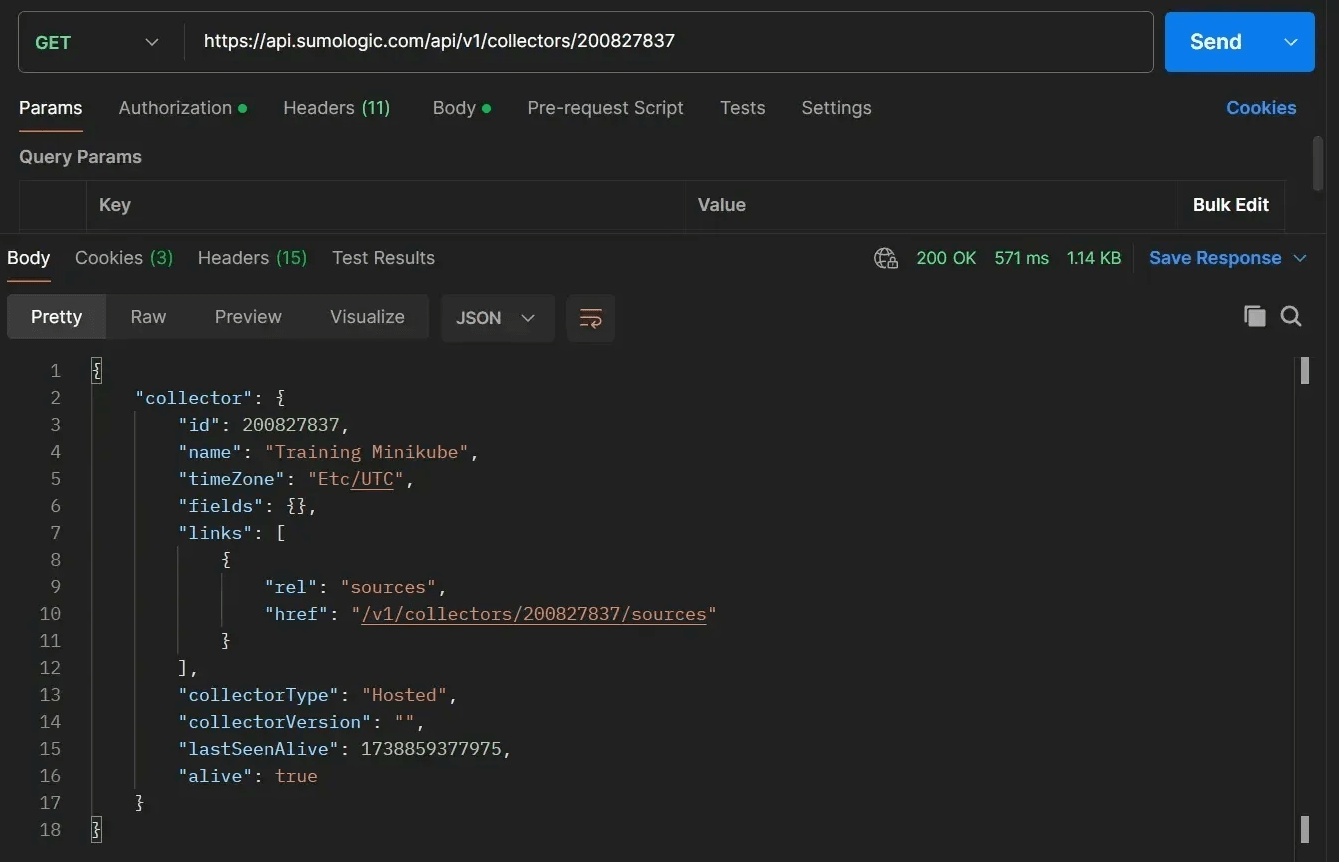 GET https://api.sumologic.com/api/v1/collectors/200827837 Send
Params Authorization Headers (11) Body Pre-request Script Tests Settings Cookies
Query Params
Key Value Bulk Edit
Body Cookies (3) Headers (15) Test Results 200 OK 571 ms 1.14 KB Save Response
Pretty Raw Preview Visualize JSON
1 {
2 "collector": {
3 "id": 200827837,
4 "name": "Training Minikube",
5 "timeZone": "Etc/UTC",
6 "fields": {},
7 "links": [
8 {
9 "rel": "sources",
10 "href": "/v1/collectors/200827837/sources"
11 }
12 ],
13 "collectorType": "Hosted",
14 "collectorVersion": "",
15 "lastSeenAlive": 1738859377975,
16 "alive": true
17 }
18 }